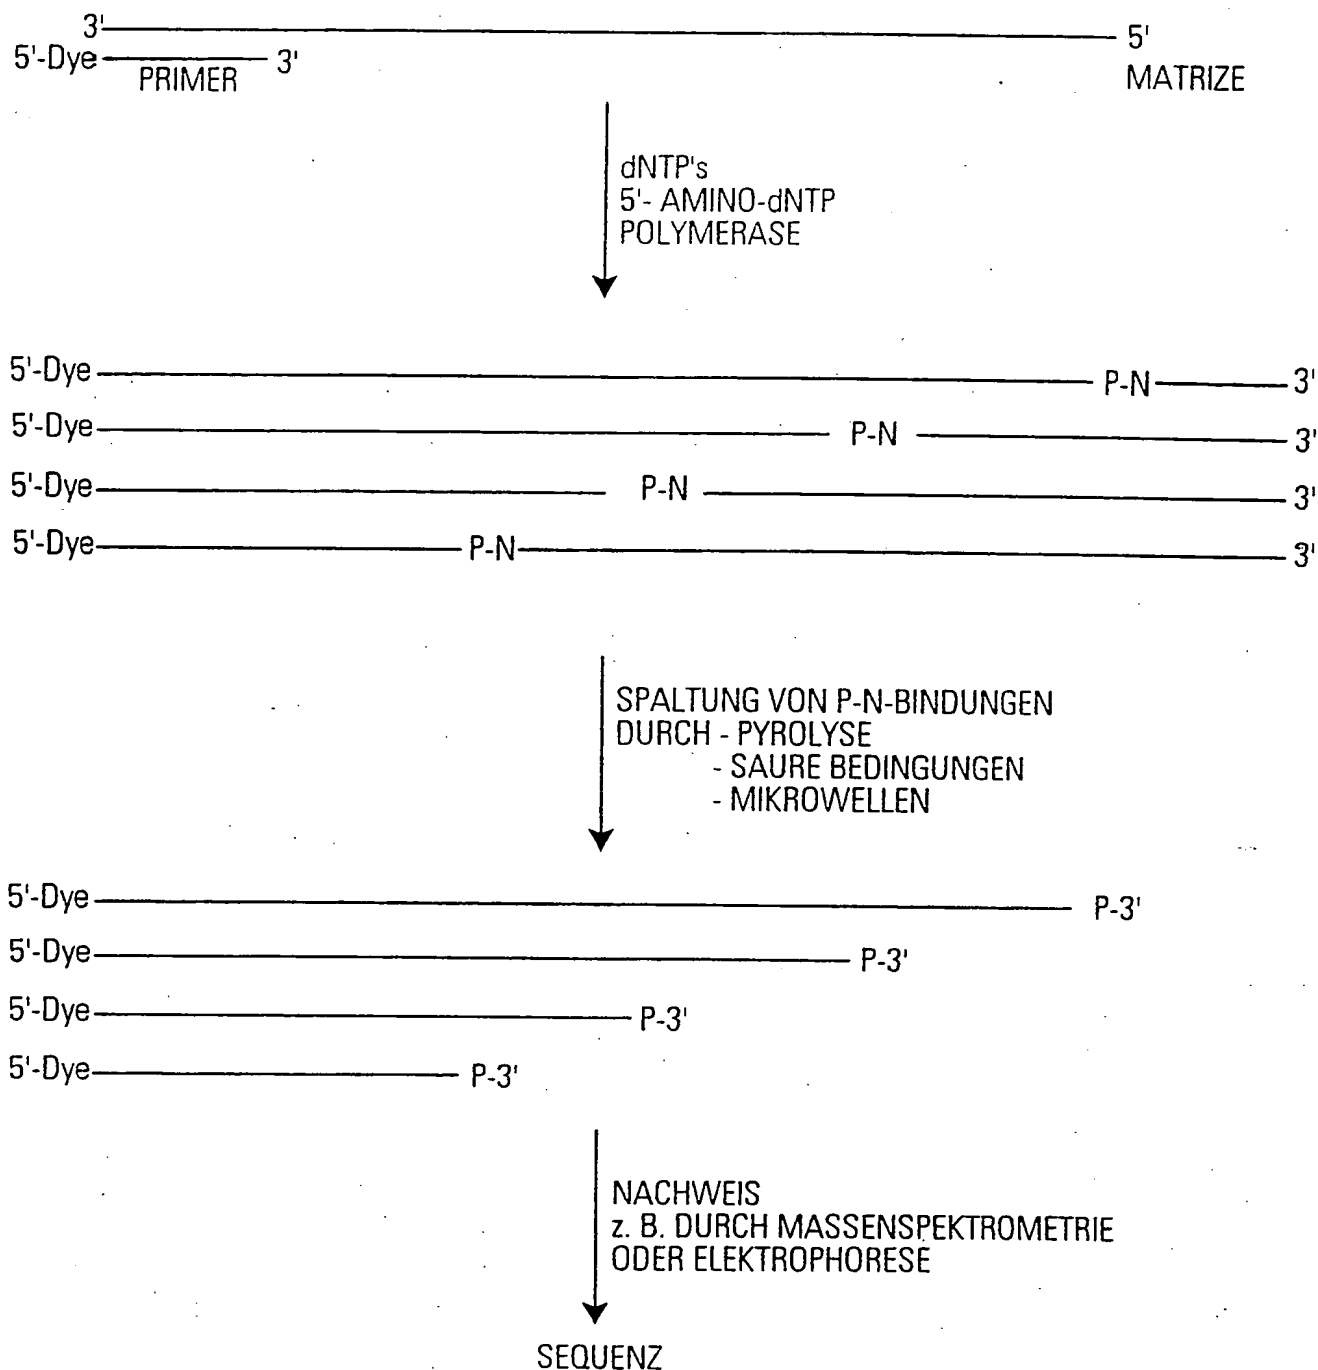 3' 5'
5'-Dye 3'
PRIMER MATRIZE
dNTP's
5'- AMINO-dNTP
POLYMERASE
5'-Dye P-N 3'
5'-Dye P-N 3'
5'-Dye P-N 3'
5'-Dye P-N 3'
SPALTUNG VON P-N-BINDUNGEN
DURCH - PYROLYSE
- SAURE BEDINGUNGEN
- MIKROWELLEN
5'-Dye P-3'
5'-Dye P-3'
5'-Dye P-3'
5'-Dye P-3'
NACHWEIS
z. B. DURCH MASSENSPEKTROMETRIE
ODER ELEKTROPHORESE
SEQUENZ